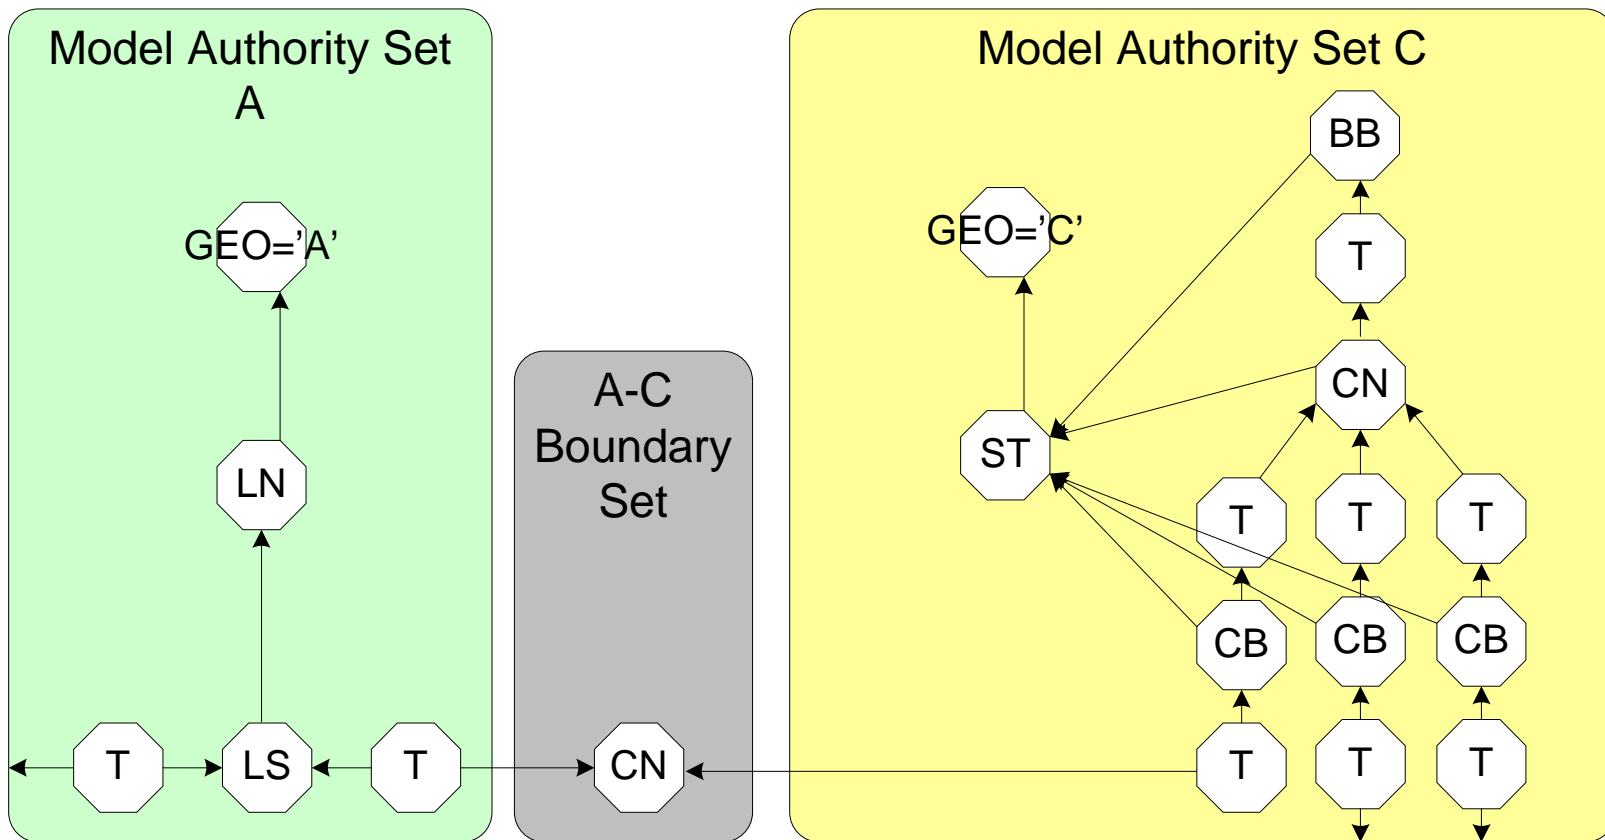 Model Authority Set
A
GEO='A'
LN
T
LS
T
A-C
Boundary
Set
CN
Model Authority Set C
BB
GEO='C'
T
CN
ST
T
T
T
CB
CB
CB
T
T
T